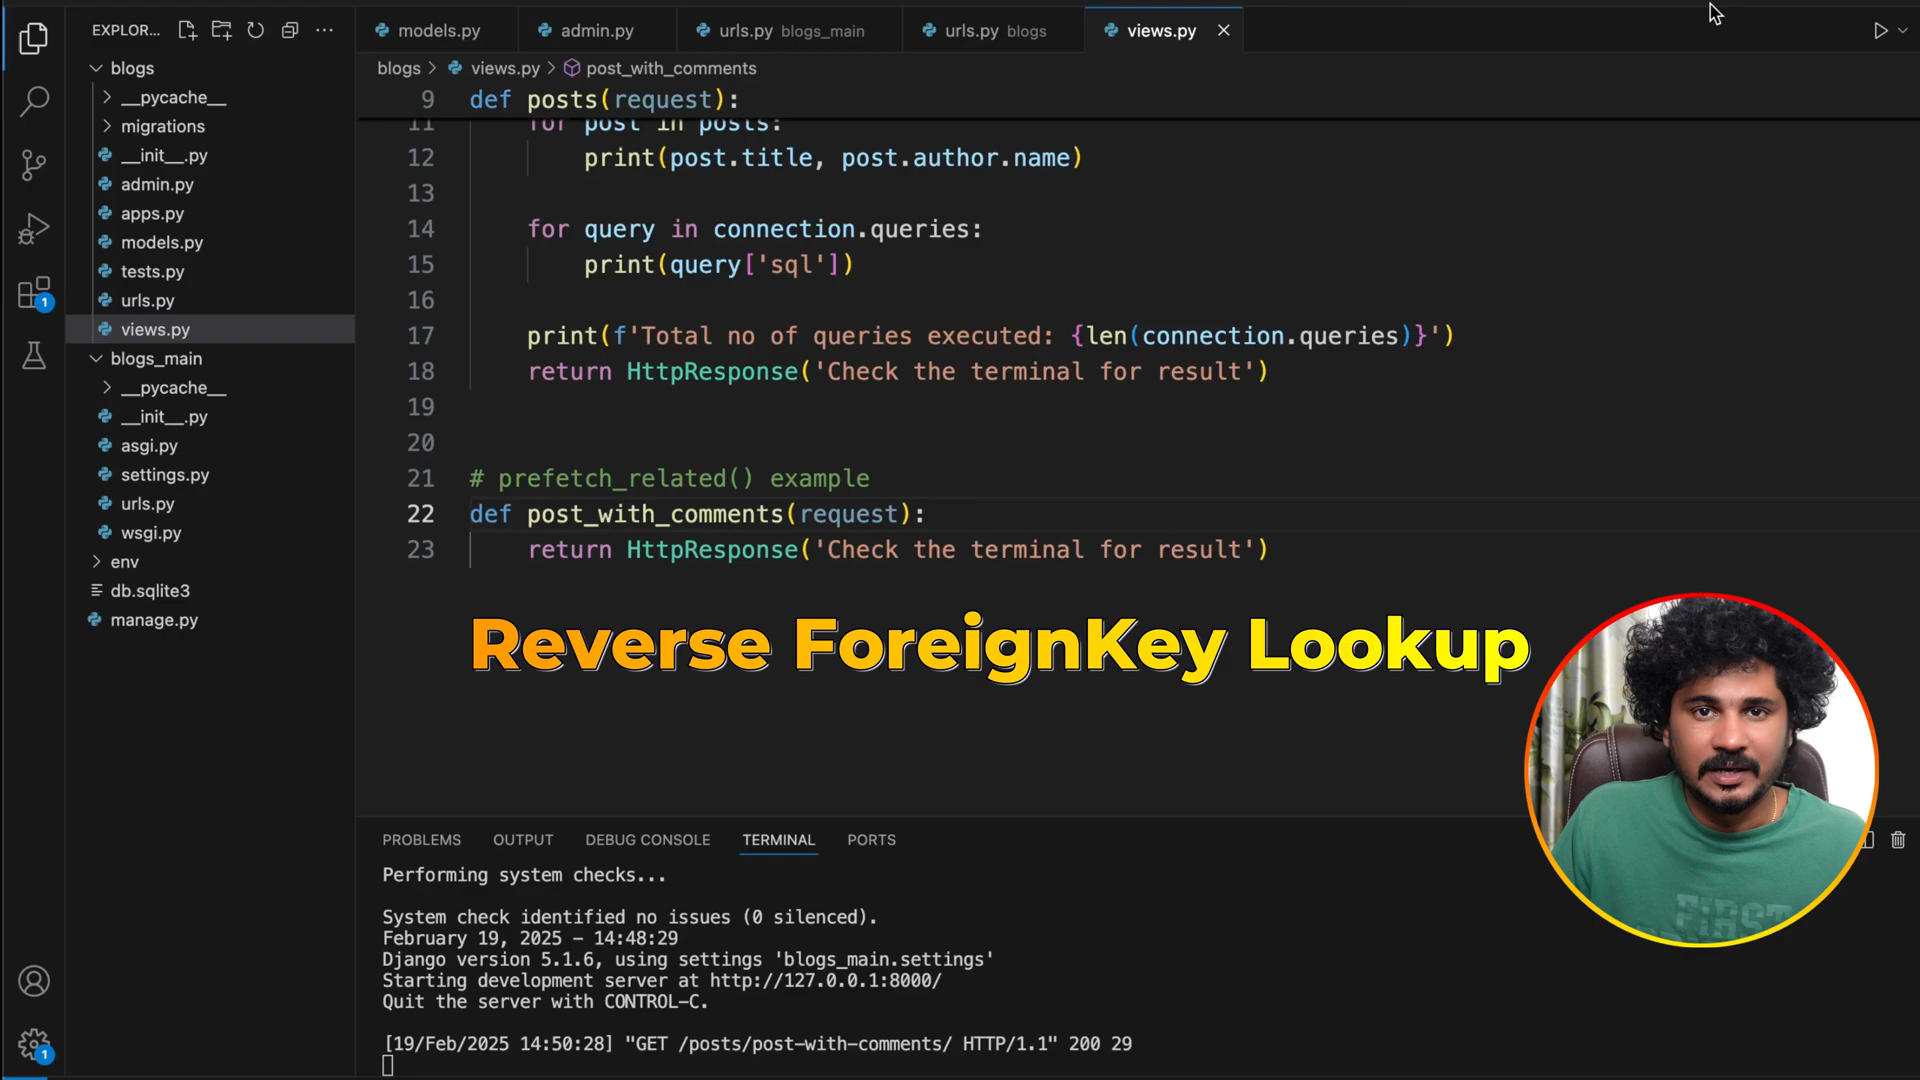 EXPLOR...
blogs
__pycache__
migrations
__init__.py
admin.py
apps.py
models.py
tests.py
urls.py
views.py
blogs_main
__pycache__
__init__.py
asgi.py
settings.py
urls.py
wsgi.py
env
db.sqlite3
manage.py
1
1
models.py
admin.py
urls.py blogs_main
urls.py blogs
views.py
blogs > views.py > post_with_comments
9 def posts(request):
11 for post in posts:
12 print(post.title, post.author.name)
13
14 for query in connection.queries:
15 print(query['sql'])
16
17 print(f'Total no of queries executed: {len(connection.queries)}')
18 return HttpResponse('Check the terminal for result')
19
20
21 # prefetch_related() example
22 def post_with_comments(request):
23 return HttpResponse('Check the terminal for result')
Reverse ForeignKey Lookup
PROBLEMS OUTPUT DEBUG CONSOLE TERMINAL PORTS
Performing system checks...
System check identified no issues (0 silenced).
February 19, 2025 - 14:48:29
Django version 5.1.6, using settings 'blogs_main.settings'
Starting development server at http://127.0.0.1:8000/
Quit the server with CONTROL-C.
[19/Feb/2025 14:50:28] "GET /posts/post-with-comments/ HTTP/1.1" 200 29
FIRST